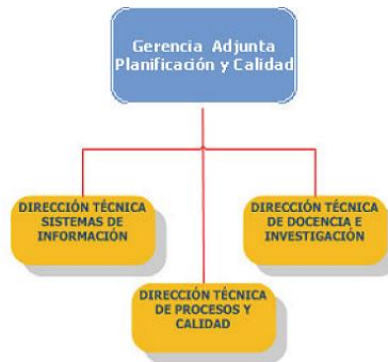 Gerencia Adjunta
Planificación y Calidad
DIRECCIÓN TÉCNICA
SISTEMAS DE
INFORMACIÓN
DIRECCIÓN TÉCNICA
DE DOCENCIA E
INVESTIGACIÓN
DIRECCIÓN TÉCNICA
DE PROCESOS Y
CALIDAD